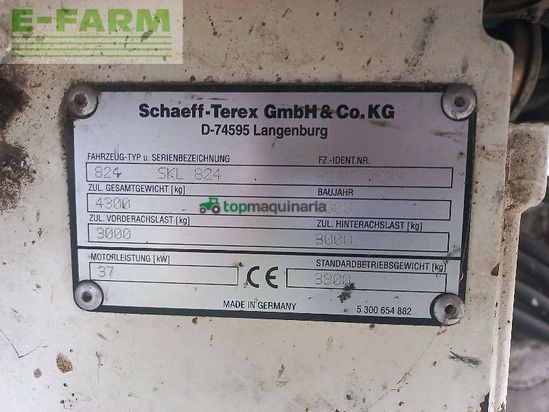 E-FARM
Schaeff-Terex GmbH & Co. KG
D-74595 Langenburg
FAHRZEUG-TYP u. SERIENBEZEICHNUNG FZ.-IDENT.NR.
824 SKL 824
ZUL. GESAMTGEWICHT [kg] BAUJAHR
4300 topmaquinaria
ZUL. VORDERACHSLAST [kg] ZUL. HINTERACHSLAST [kg]
3000 3000
MOTORLEISTUNG [kW] STANDARDBETRIEBSGEWICHT [kg]
37 CE 3900
MADE IN GERMANY 5 300 654 882